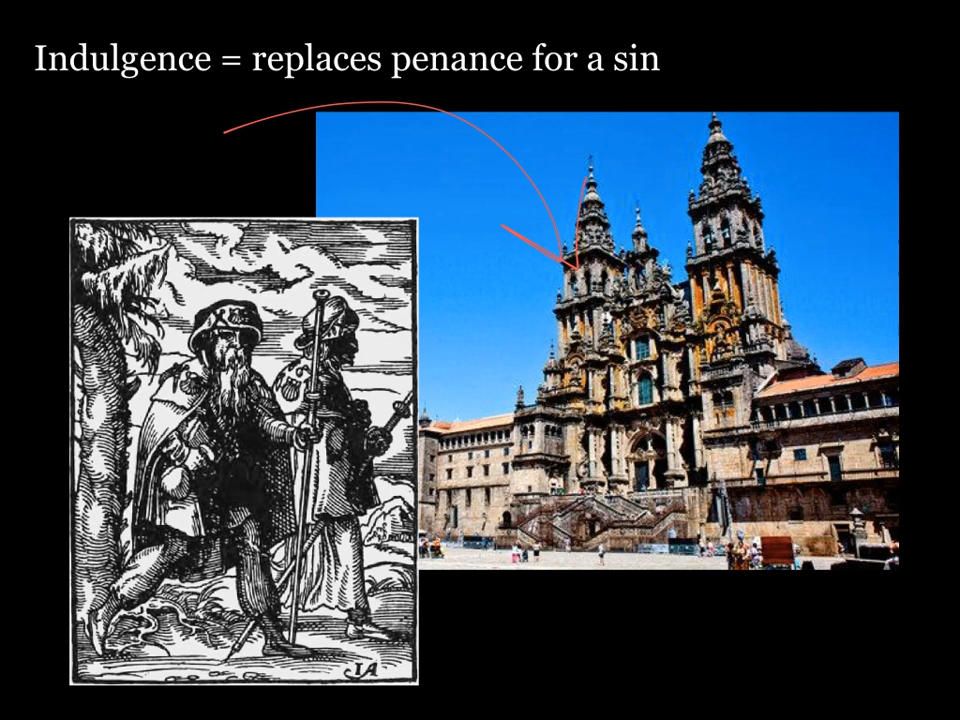 Indulgence = replaces penance for a sin
IA